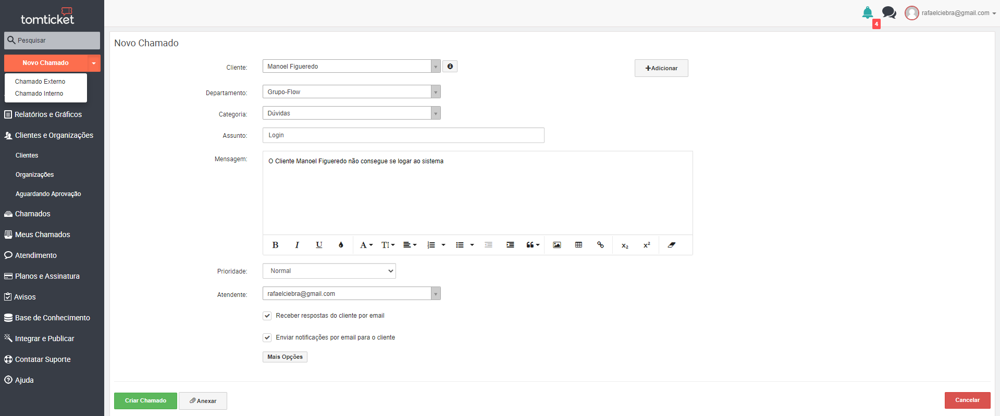 tomticket
Pesquisar
Novo Chamado
Chamado Externo
Chamado Interno
Relatórios e Gráficos
Clientes e Organizações
Clientes
Organizações
Aguardando Aprovação
Chamados
Meus Chamados
Atendimento
Planos e Assinatura
Avisos
Base de Conhecimento
Integrar e Publicar
Contatar Suporte
Ajuda
4
rafaelciebra@gmail.com
Novo Chamado
Cliente: Manoel Figueredo
Adicionar
Departamento: Grupo-Flow
Categoria: Dúvidas
Assunto: Login
Mensagem: O Cliente Manoel Figueredo não consegue se logar ao sistema
B I U A T x₂ x²
Prioridade: Normal
Atendente: rafaelciebra@gmail.com
Receber respostas do cliente por email
Enviar notificações por email para o cliente
Mais Opções
Criar Chamado Anexar Cancelar